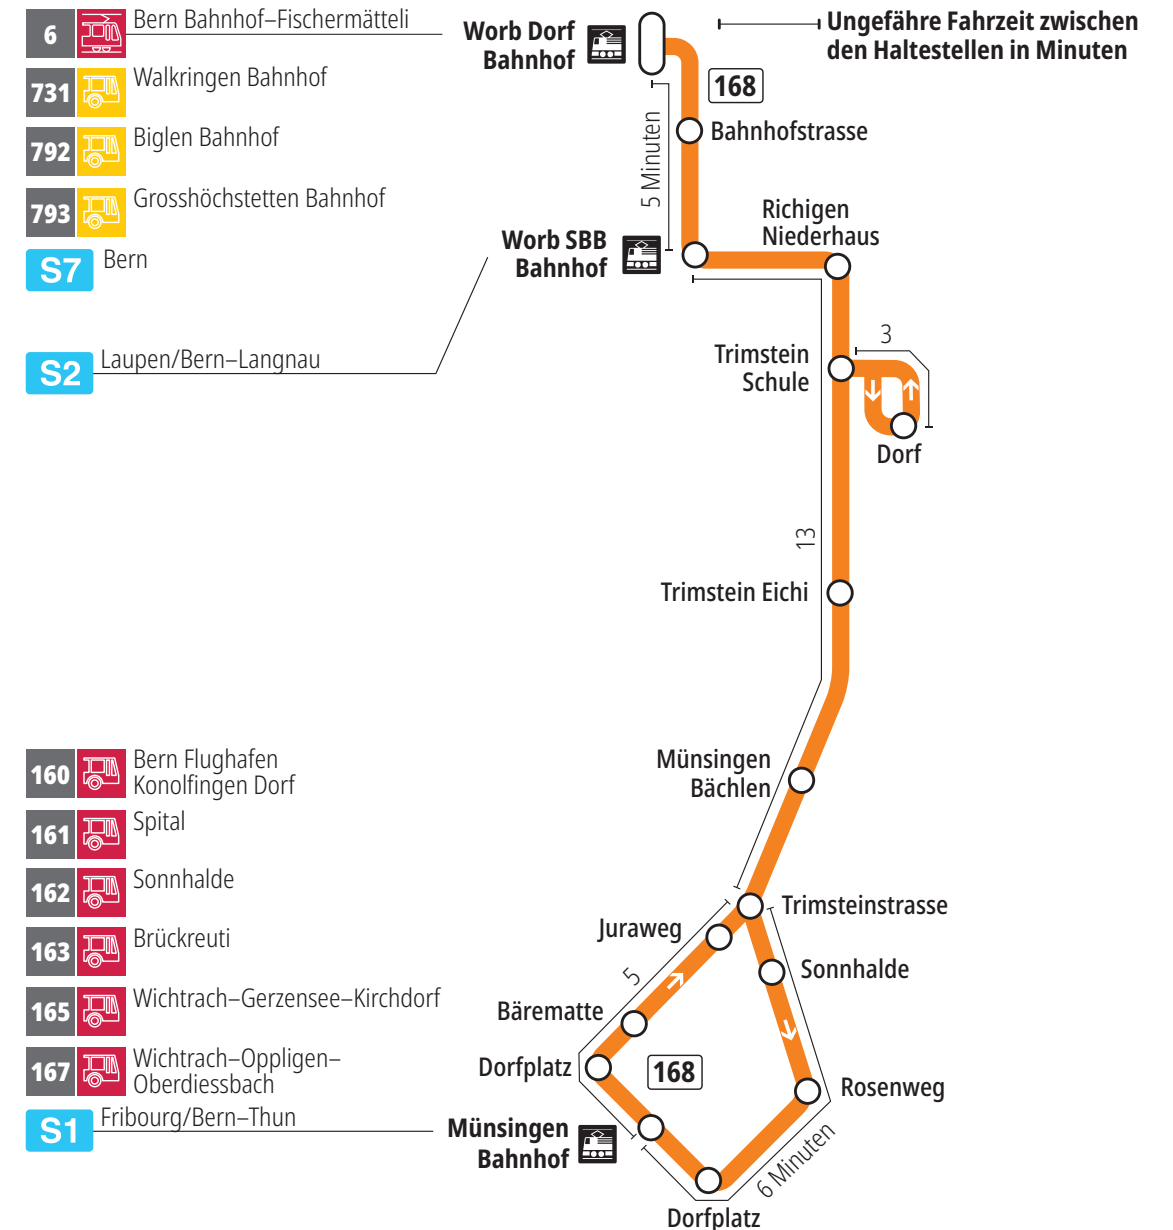 6 Bern Bahnhof–Fischermätteli
731 Walkringen Bahnhof
792 Biglen Bahnhof
793 Grosshöchstetten Bahnhof
S7 Bern
S2 Laupen/Bern–Langnau
Worb Dorf
Bahnhof
Ungefähre Fahrzeit zwischen
den Haltestellen in Minuten
168
Bahnhofstrasse
5 Minuten
Worb SBB
Bahnhof
Richigen
Niederhaus
Trimstein
Schule
3
Dorf
13
Trimstein Eichi
Münsingen
Bächlen
Trimsteinstrasse
Juraweg
Sonnhalde
5
Bärematte
Dorfplatz
168
Rosenweg
Münsingen
Bahnhof
6 Minuten
Dorfplatz
160 Bern Flughafen
Konolfingen Dorf
161 Spital
162 Sonnhalde
163 Brückreuti
165 Wichtrach–Gerzensee–Kirchdorf
167 Wichtrach–Oppligen–
Oberdiessbach
S1 Fribourg/Bern–Thun